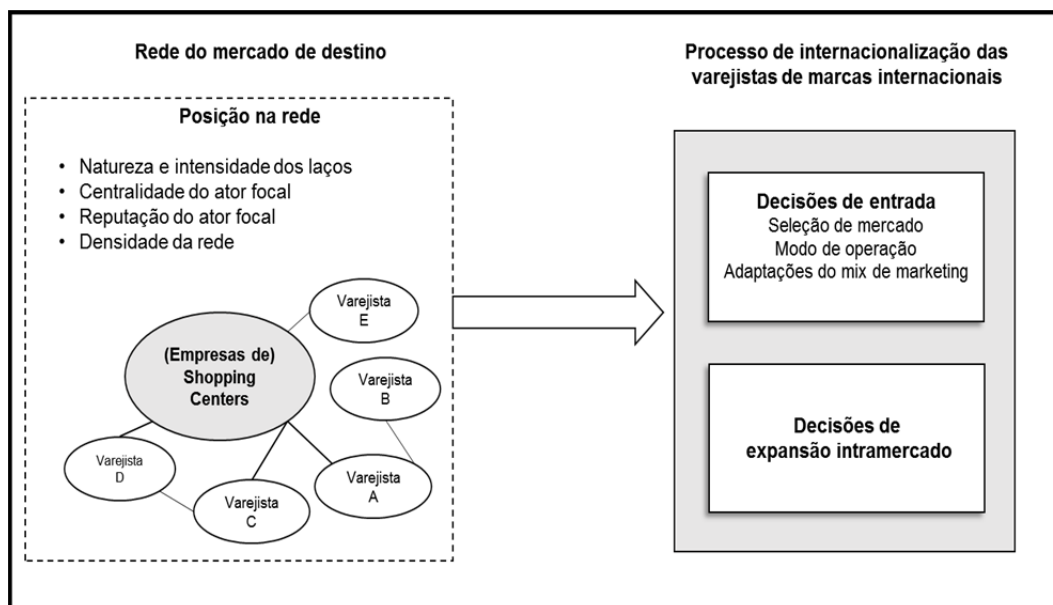 Rede do mercado de destino
Posição na rede
• Natureza e intensidade dos laços
• Centralidade do ator focal
• Reputação do ator focal
• Densidade da rede
Varejista
E
(Empresas de)
Shopping
Centers
Varejista
B
Varejista
D
Varejista
C
Varejista
A
Processo de internacionalização das
varejistas de marcas internacionais
Decisões de entrada
Seleção de mercado
Modo de operação
Adaptações do mix de marketing
Decisões de
expansão intramercado